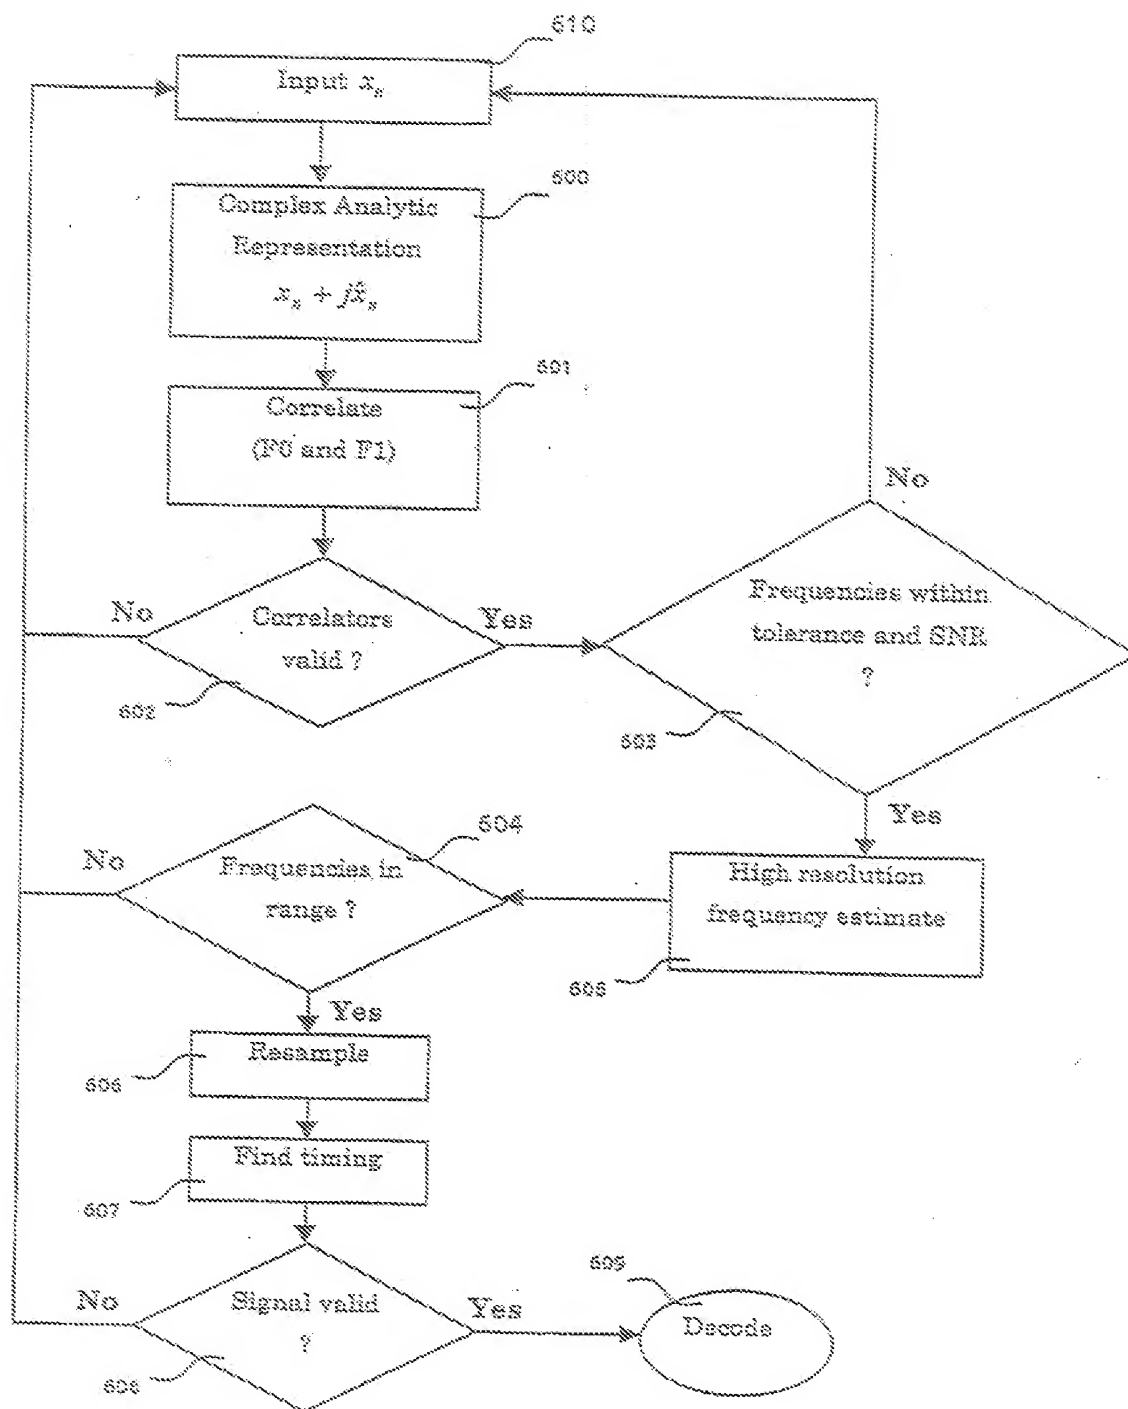 610
Input xₙ
600
Complex Analytic
Representation
xₙ + jx̂ₙ
601
Correlate
(F0 and F1)
No
No
Correlators
valid ?
Yes
Frequencies within
tolerance and SNR
?
602
603
Yes
604
No
Frequencies in
range ?
High resolution
frequency estimate
605
Yes
Resample
606
Find timing
607
609
No
Signal valid
?
Yes
Decode
608